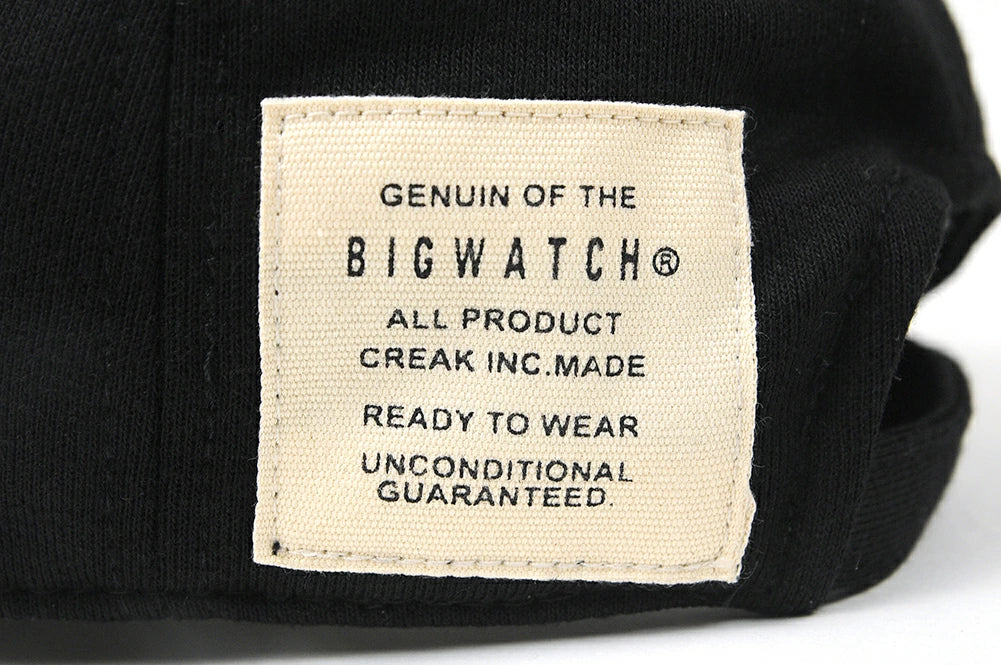 GENUIN OF THE
BIGWATCH®
ALL PRODUCT
CREAK INC.MADE
READY TO WEAR
UNCONDITIONAL
GUARANTEED.